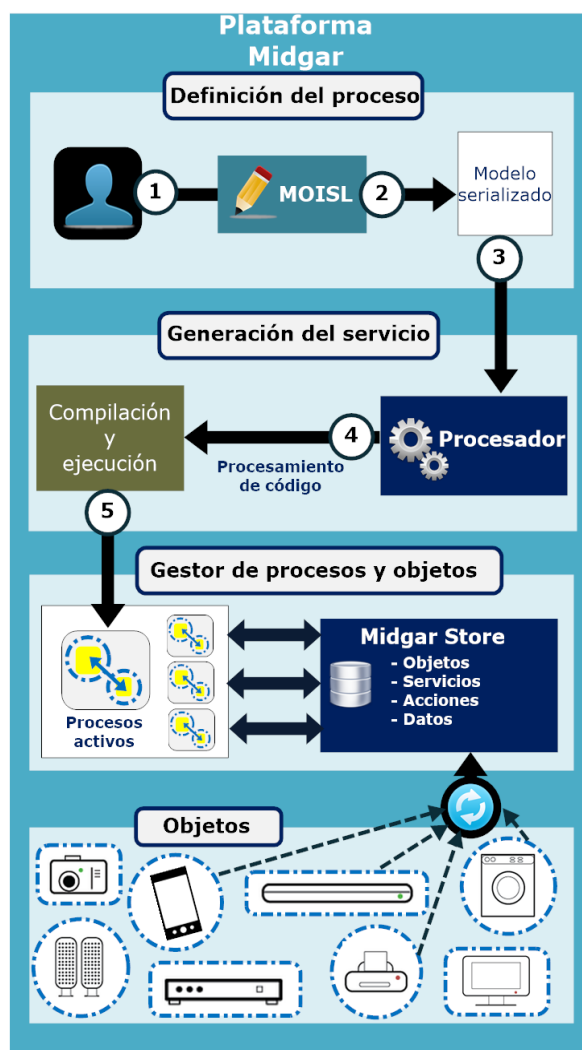 Plataforma
Midgar
Definición del proceso
1
MOISL
2
Modelo
serializado
3
Generación del servicio
Compilación
y
ejecución
4
Procesamiento
de código
Procesador
5
Gestor de procesos y objetos
Procesos
activos
Midgar Store
- Objetos
- Servicios
- Acciones
- Datos
Objetos